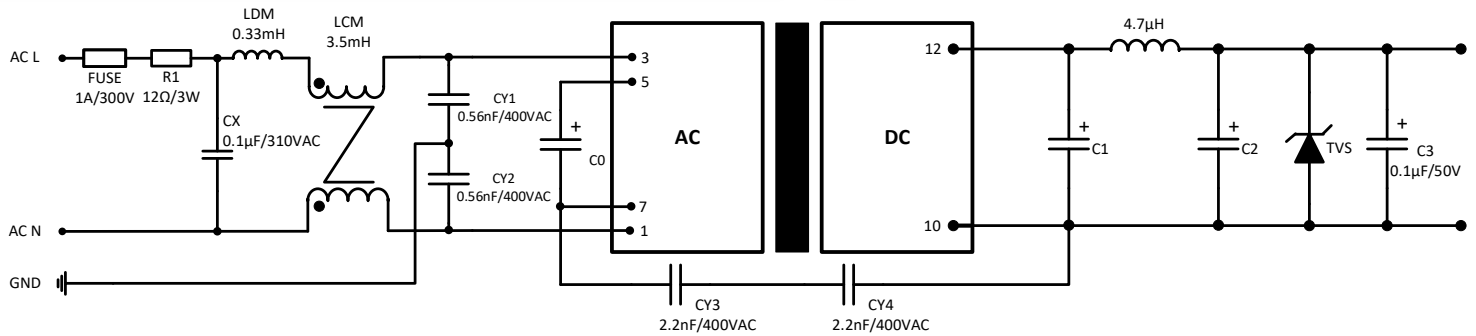 LDM
0.33mH
LCM
3.5mH
4.7μH
AC L
FUSE
1A/300V
R1
12Ω/3W
3
5
12
CX
0.1μF/310VAC
CY1
0.56nF/400VAC
+
C0
AC
DC
+
C1
+
C2
TVS
+
C3
0.1μF/50V
CY2
0.56nF/400VAC
7
1
10
AC N
GND
CY3
2.2nF/400VAC
CY4
2.2nF/400VAC